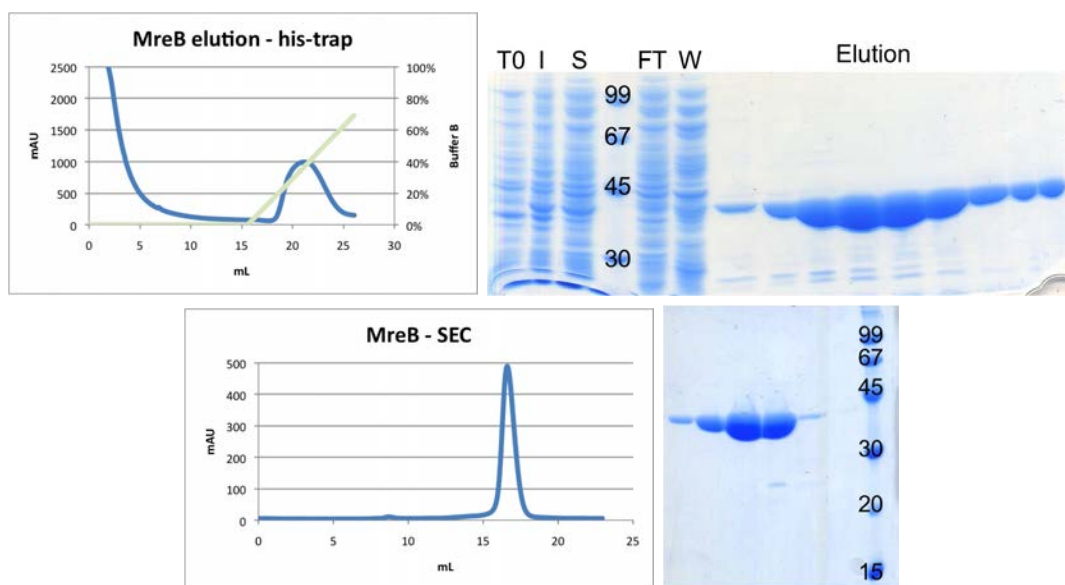 MreB elution - his-trap
2500
2000
1500
1000
500
0
mAU
100%
80%
60%
40%
20%
0%
Buffer B
0 5 10 15 20 25 30
mL
T0 I S FT W Elution
99
67
45
30
MreB - SEC
500
400
300
200
100
0
mAU
0 5 10 15 20 25
mL
99
67
45
30
20
15